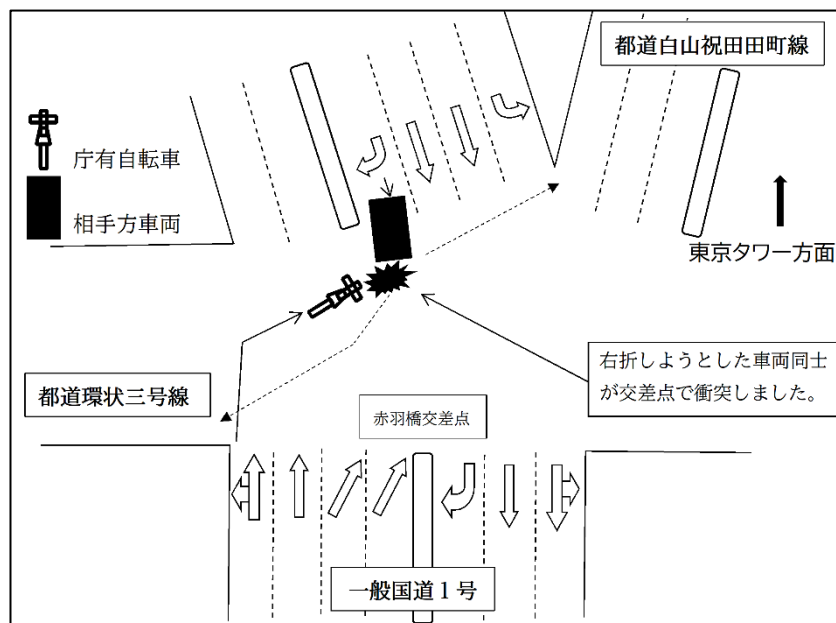 都道白山祝田田町線
庁有自転車
相手方車両
東京タワー方面
右折しようとした車両同士
が交差点で衝突しました。
都道環状三号線
赤羽橋交差点
一般国道1号